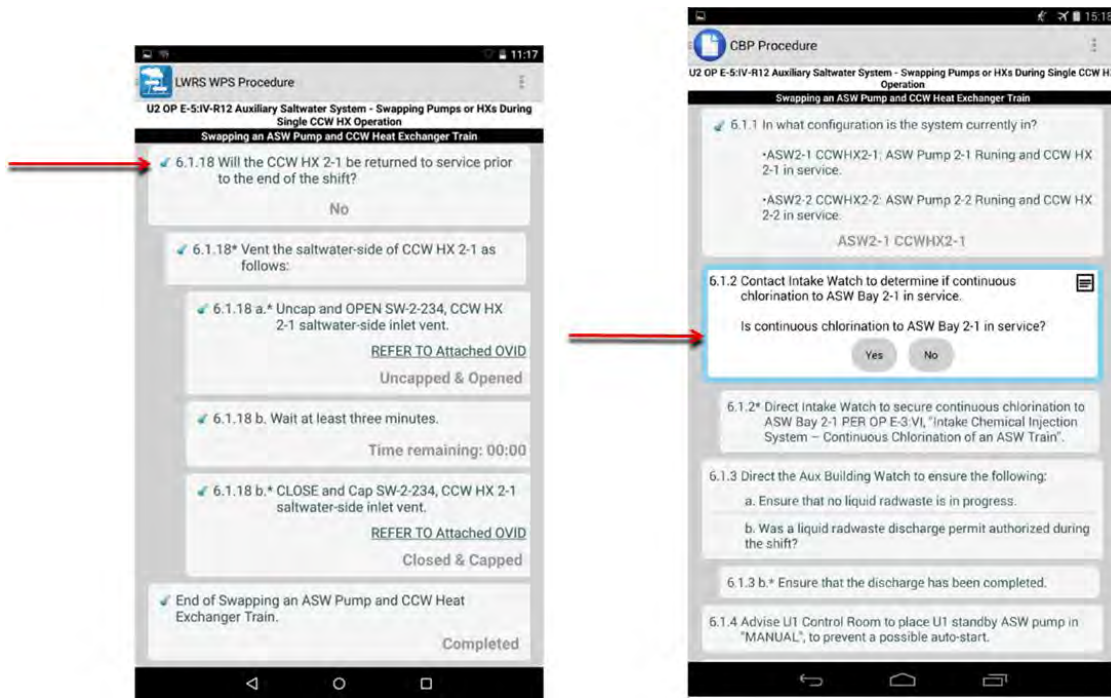 11:17
LWRS WPS Procedure
U2 OP E-5:IV-R12 Auxiliary Saltwater System - Swapping Pumps or HXs During
Single CCW HX Operation
Swapping an ASW Pump and CCW Heat Exchanger Train
6.1.18 Will the CCW HX 2-1 be returned to service prior
to the end of the shift?
No
6.1.18* Vent the saltwater-side of CCW HX 2-1 as
follows:
6.1.18 a.* Uncap and OPEN SW-2-234, CCW HX
2-1 saltwater-side inlet vent.
REFER TO Attached OVID
Uncapped & Opened
6.1.18 b. Wait at least three minutes.
Time remaining: 00:00
6.1.18 b.* CLOSE and Cap SW-2-234, CCW HX 2-1
saltwater-side inlet vent.
REFER TO Attached OVID
Closed & Capped
End of Swapping an ASW Pump and CCW Heat
Exchanger Train.
Completed
15:18
CBP Procedure
U2 OP E-5:IV-R12 Auxiliary Saltwater System - Swapping Pumps or HXs During Single CCW HX
Operation
Swapping an ASW Pump and CCW Heat Exchanger Train
6.1.1 In what configuration is the system currently in?
•ASW2-1 CCWHX2-1: ASW Pump 2-1 Runing and CCW HX
2-1 in service.
•ASW2-2 CCWHX2-2: ASW Pump 2-2 Runing and CCW HX
2-2 in service.
ASW2-1 CCWHX2-1
6.1.2 Contact Intake Watch to determine if continuous
chlorination to ASW Bay 2-1 in service.
Is continuous chlorination to ASW Bay 2-1 in service?
Yes No
6.1.2* Direct Intake Watch to secure continuous chlorination to
ASW Bay 2-1 PER OP E-3:VI, "Intake Chemical Injection
System – Continuous Chlorination of an ASW Train".
6.1.3 Direct the Aux Building Watch to ensure the following:
a. Ensure that no liquid radwaste is in progress.
b. Was a liquid radwaste discharge permit authorized during
the shift?
6.1.3 b.* Ensure that the discharge has been completed.
6.1.4 Advise U1 Control Room to place U1 standby ASW pump in
"MANUAL", to prevent a possible auto-start.